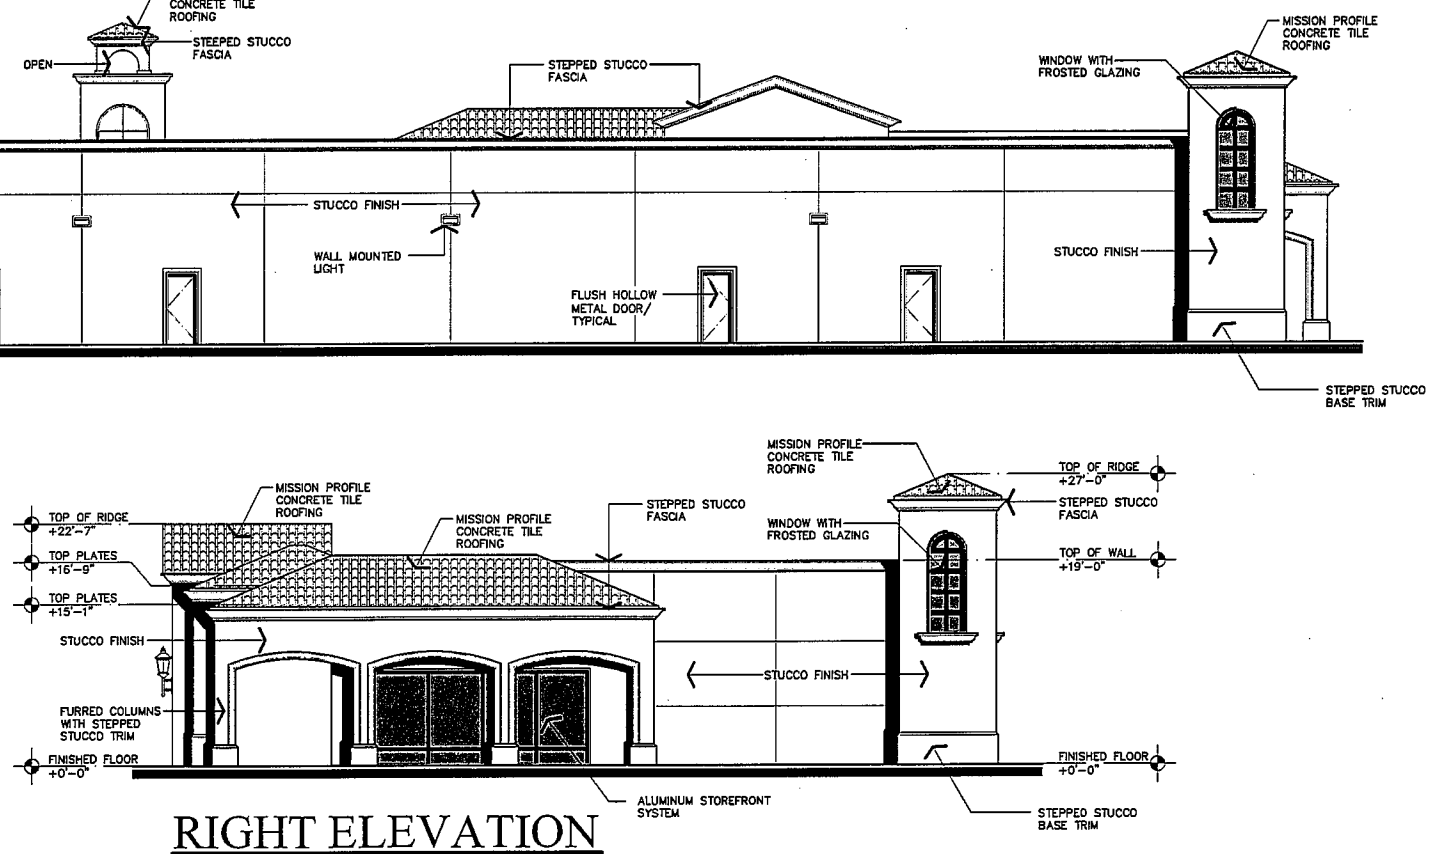 CONCRETE TILE
ROOFING
STEEPED STUCCO
FASCIA
OPEN
STEPPED STUCCO
FASCIA
WINDOW WITH
FROSTED GLAZING
MISSION PROFILE
CONCRETE TILE
ROOFING
STUCCO FINISH
WALL MOUNTED
LIGHT
FLUSH HOLLOW
METAL DOOR/
TYPICAL
STUCCO FINISH
STEPPED STUCCO
BASE TRIM
MISSION PROFILE
CONCRETE TILE
ROOFING
TOP OF RIDGE
+27'-0"
STEPPED STUCCO
FASCIA
MISSION PROFILE
CONCRETE TILE
ROOFING
STEPPED STUCCO
FASCIA
TOP OF RIDGE
+22'-7"
MISSION PROFILE
CONCRETE TILE
ROOFING
WINDOW WITH
FROSTED GLAZING
TOP PLATES
+16'-9"
TOP OF WALL
+19'-0"
TOP PLATES
+15'-1"
STUCCO FINISH
STUCCO FINISH
FURRED COLUMNS
WITH STEPPED
STUCCO TRIM
FINISHED FLOOR
+0'-0"
FINISHED FLOOR
+0'-0"
ALUMINUM STOREFRONT
SYSTEM
STEPPED STUCCO
BASE TRIM
RIGHT ELEVATION